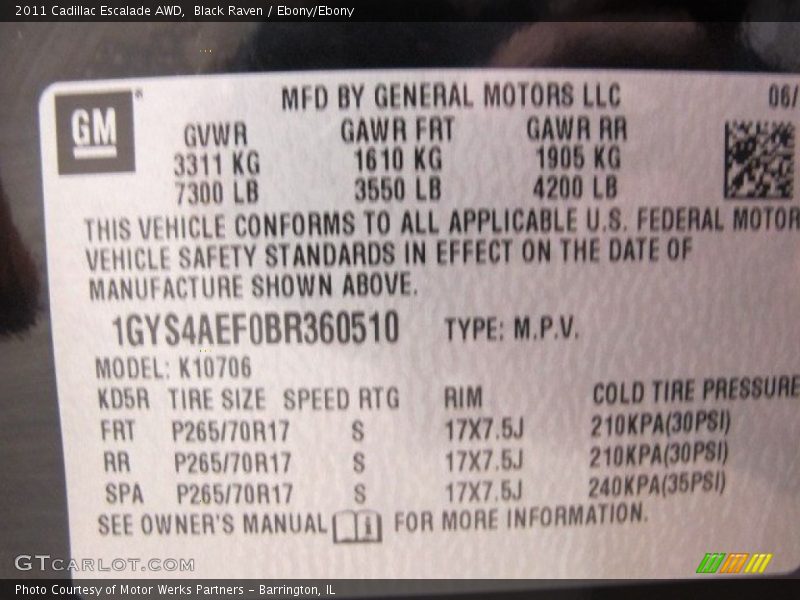 2011 Cadillac Escalade AWD, Black Raven / Ebony/Ebony
GM
MFD BY GENERAL MOTORS LLC 06/
GVWR GAWR FRT GAWR RR
3311 KG 1610 KG 1905 KG
7300 LB 3550 LB 4200 LB
THIS VEHICLE CONFORMS TO ALL APPLICABLE U.S. FEDERAL MOTOR
VEHICLE SAFETY STANDARDS IN EFFECT ON THE DATE OF
MANUFACTURE SHOWN ABOVE.
1GYS4AEF0BR360510 TYPE: M.P.V.
MODEL: K10706
KD5R TIRE SIZE SPEED RTG RIM COLD TIRE PRESSURE
FRT P265/70R17 S 17X7.5J 210KPA(30PSI)
RR P265/70R17 S 17X7.5J 210KPA(30PSI)
SPA P265/70R17 S 17X7.5J 240KPA(35PSI)
SEE OWNER'S MANUAL i FOR MORE INFORMATION.
GTCARLOT.COM
Photo Courtesy of Motor Werks Partners – Barrington, IL